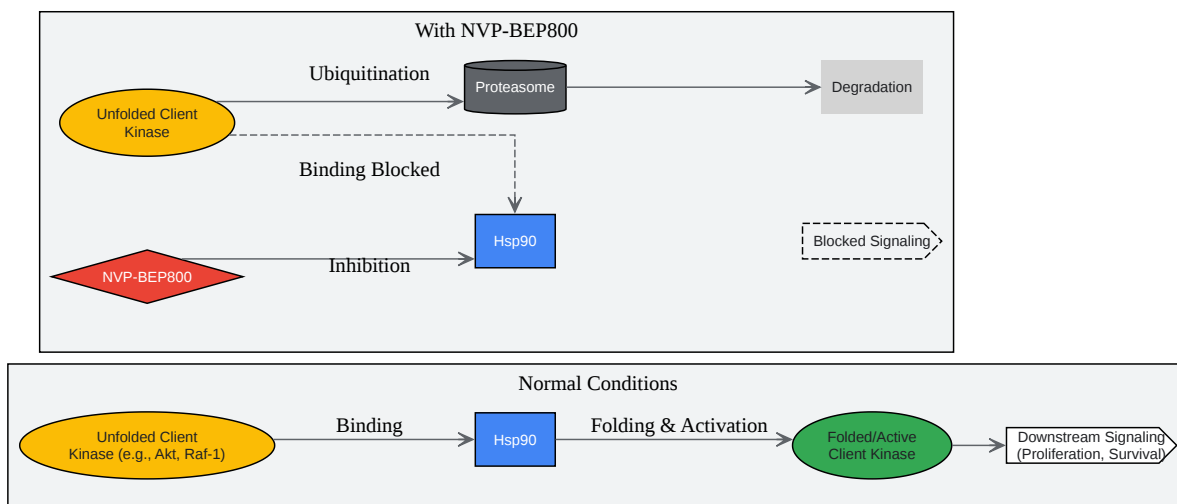 With NVP-BEP800
Ubiquitination
Proteasome
Degradation
Unfolded Client
Kinase
Binding Blocked
Hsp90
Blocked Signaling
NVP-BEP800
Inhibition
Normal Conditions
Unfolded Client
Kinase (e.g., Akt, Raf-1)
Binding
Hsp90
Folding & Activation
Folded/Active
Client Kinase
Downstream Signaling
(Proliferation, Survival)